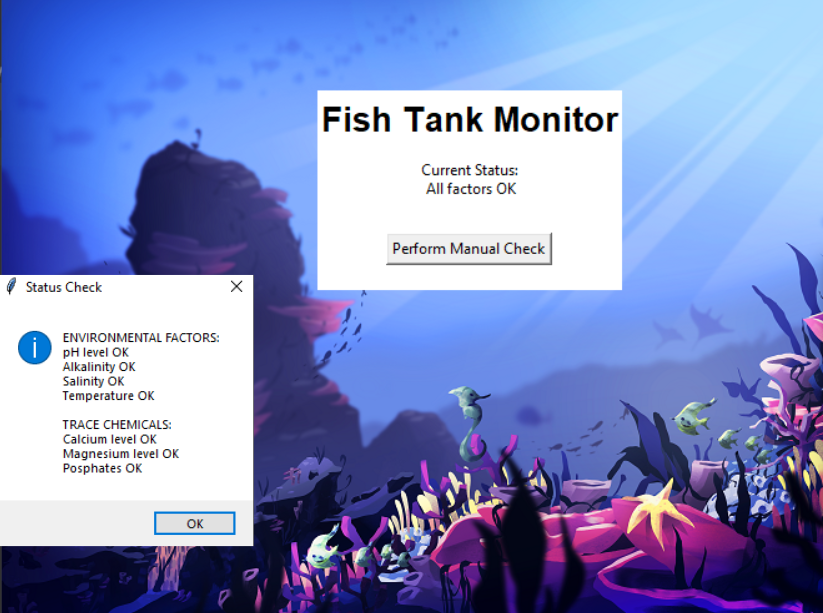 Fish Tank Monitor
Current Status:
All factors OK
Perform Manual Check
Status Check
ENVIRONMENTAL FACTORS:
pH level OK
Alkalinity OK
Salinity OK
Temperature OK
TRACE CHEMICALS:
Calcium level OK
Magnesium level OK
Posphates OK
OK